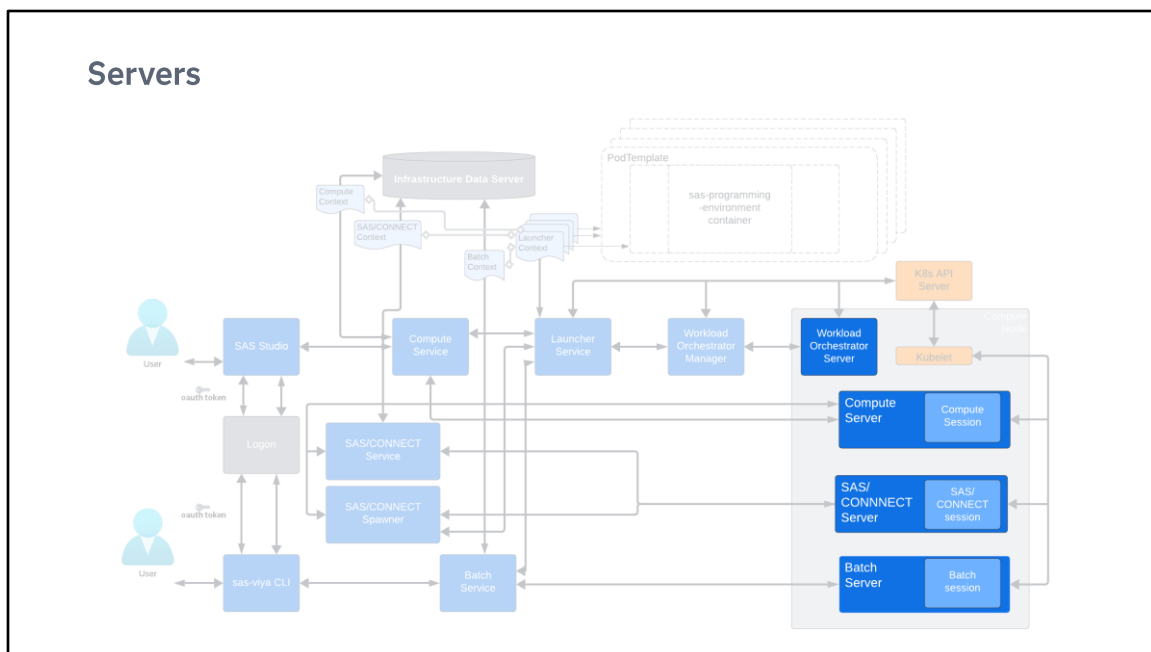 Servers
PodTemplate
sas-programming
-environment
container
Infrastructure Data Server
Compute
Context
SAS/CONNECT
Context
Batch
Context
Launcher
Context
K8s API
Server
Compute
Node
User
SAS Studio
Compute
Service
Launcher
Service
Workload
Orchestrator
Manager
Workload
Orchestrator
Server
Kubelet
oauth token
Logon
Compute
Server
Compute
Session
SAS/CONNECT
Service
SAS/CONNECT
Spawner
SAS/
CONNNECT
Server
SAS/
CONNECT
session
oauth token
User
sas-viya CLI
Batch
Service
Batch
Server
Batch
session